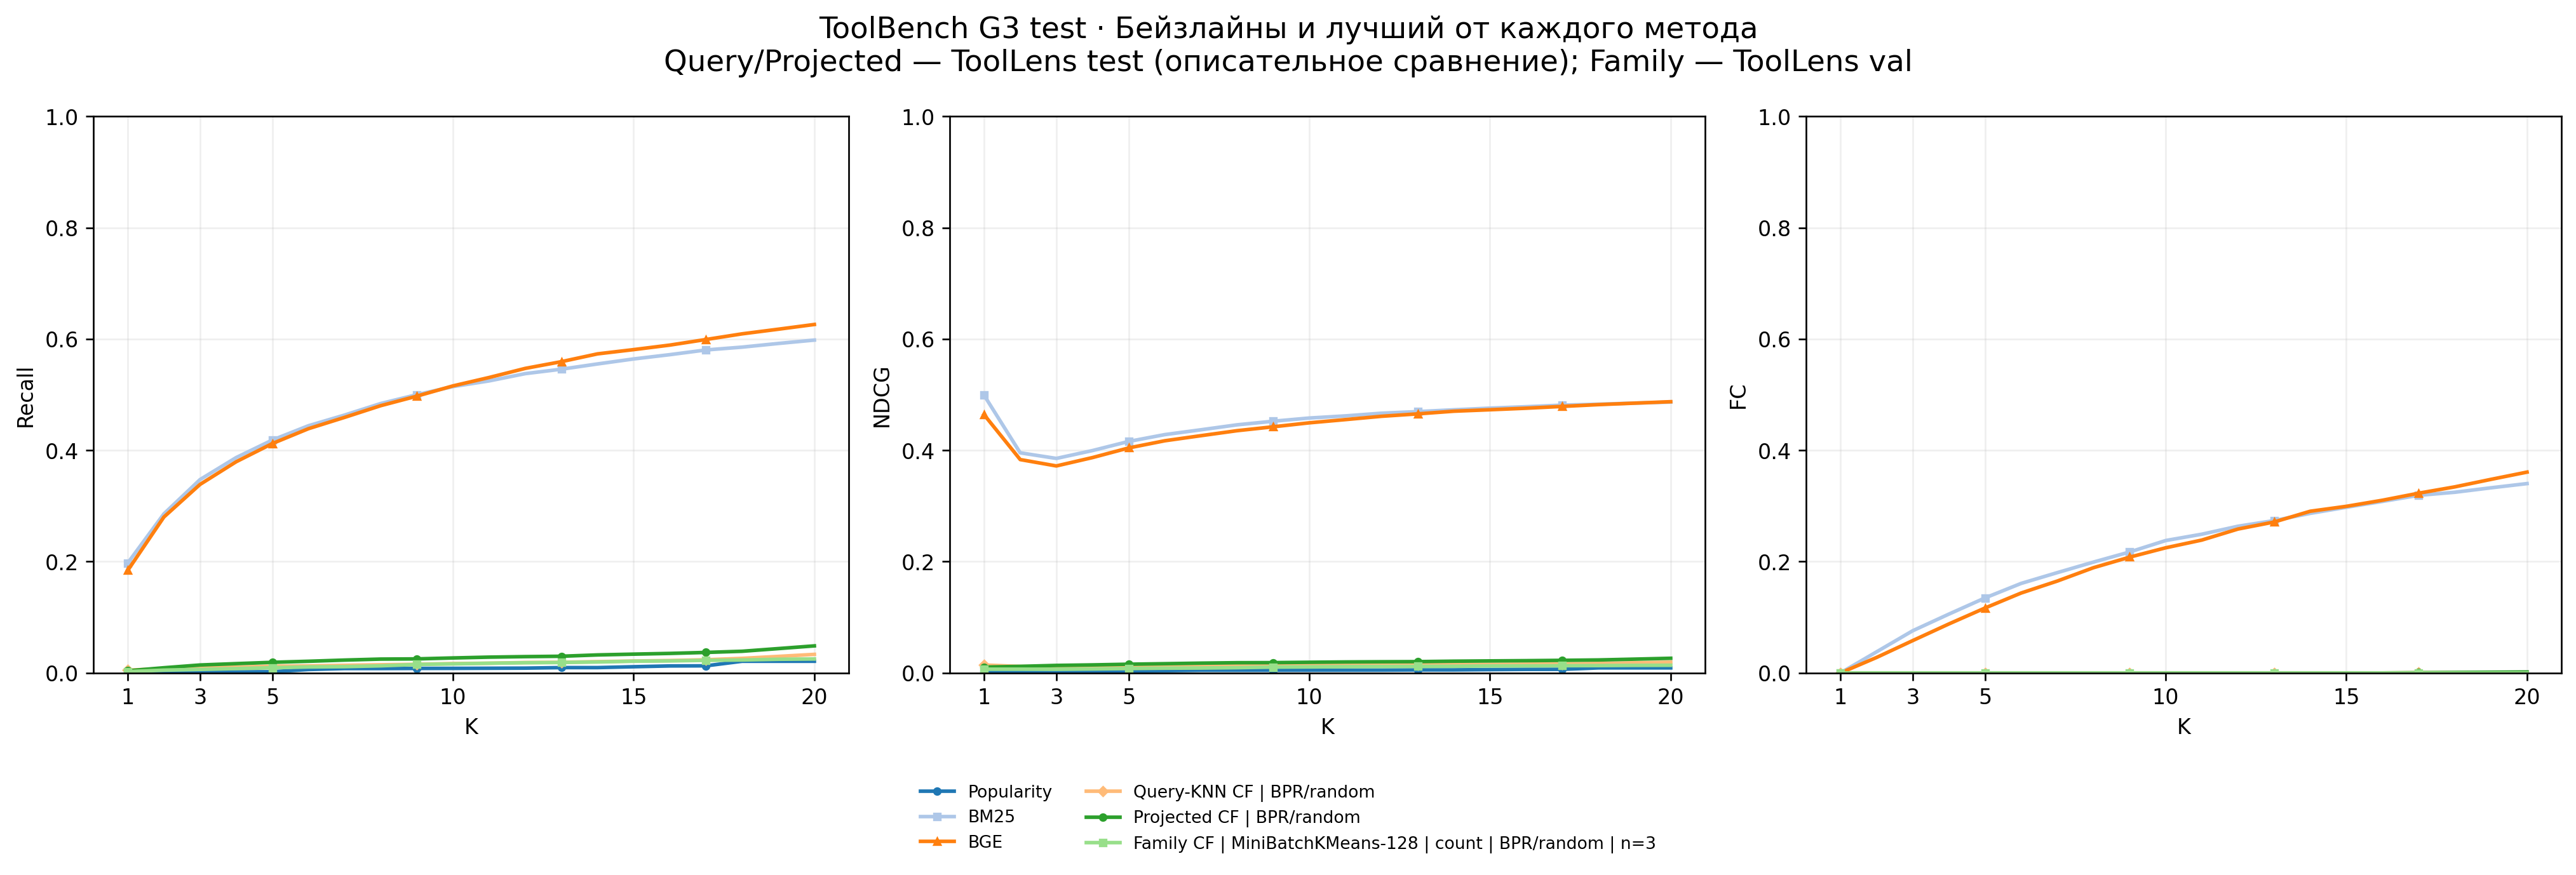 ToolBench G3 test · Бейзлайны и лучший от каждого метода
Query/Projected — ToolLens test (описательное сравнение); Family — ToolLens val
1.0
0.8
0.6
0.4
0.2
0.0
Recall
1 3 5 10 15 20
K
1.0
0.8
0.6
0.4
0.2
0.0
NDCG
1 3 5 10 15 20
K
1.0
0.8
0.6
0.4
0.2
0.0
FC
1 3 5 10 15 20
K
Popularity
BM25
BGE
Query-KNN CF | BPR/random
Projected CF | BPR/random
Family CF | MiniBatchKMeans-128 | count | BPR/random | n=3